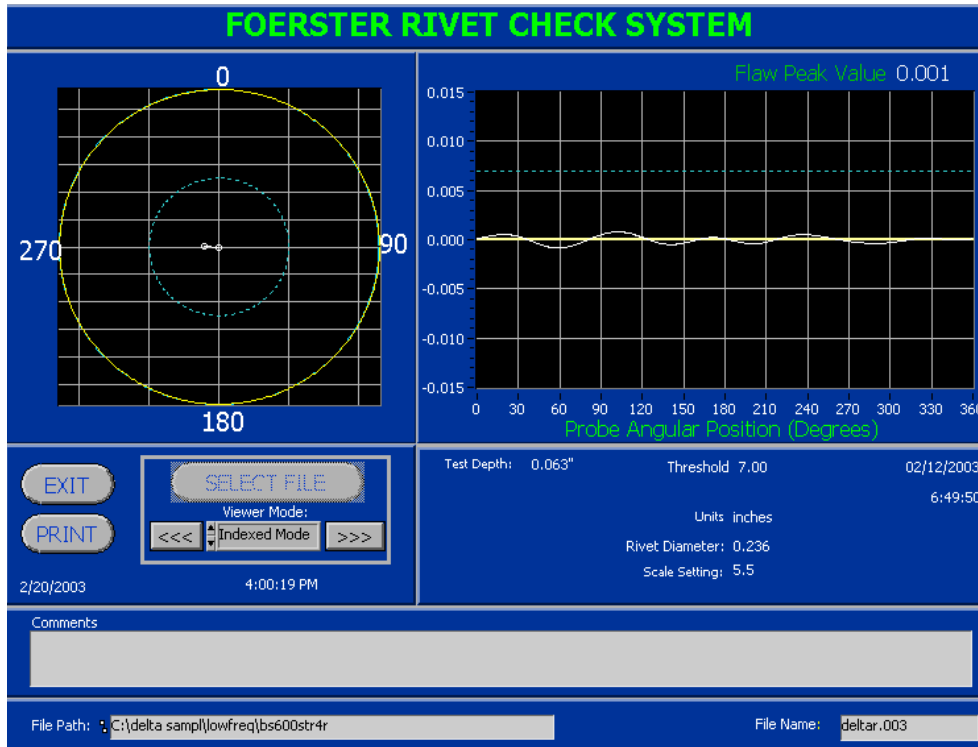 FOERSTER RIVET CHECK SYSTEM
0
270
90
180
Flaw Peak Value 0.001
0.015
0.010
0.005
0.000
-0.005
-0.010
-0.015
0 30 60 90 120 150 180 210 240 270 300 330 36
Probe Angular Position (Degrees)
EXIT
PRINT
SELECT FILE
Viewer Mode:
<<< Indexed Mode >>>
2/20/2003 4:00:19 PM
Test Depth: 0.063" Threshold 7.00 02/12/2003
6:49:50
Units inches
Rivet Diameter: 0.236
Scale Setting: 5.5
Comments
File Path: C:\delta sampl\lowfreq\bs600str4r File Name: deltar.003